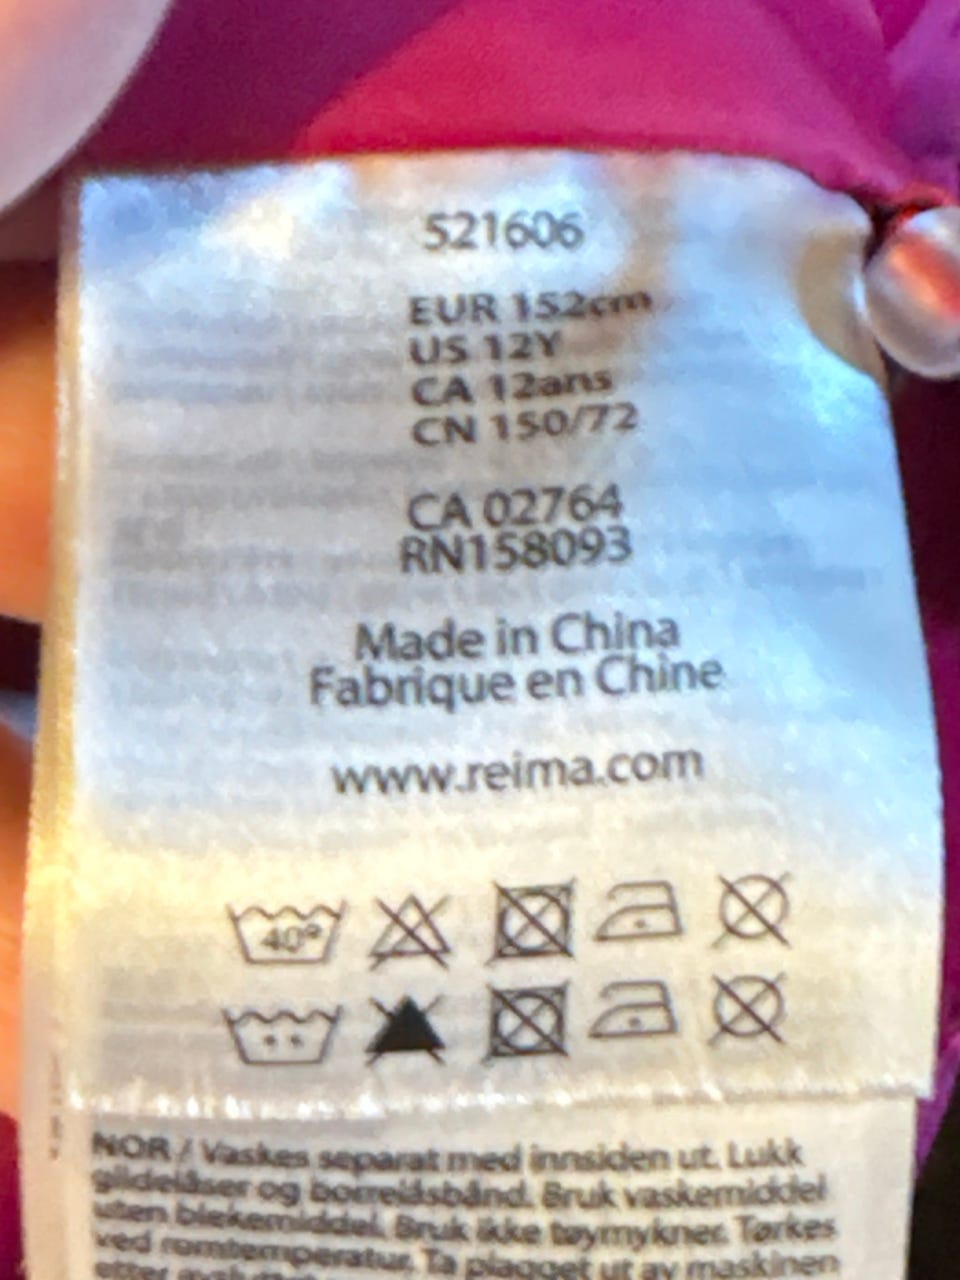 521606
EUR 152cm
US 12Y
CA 12ans
CN 150/72
CA 02764
RN158093
Made in China
Fabrique en Chine
www.reima.com
40°
NOR / Vaskes separat med innsiden ut. Lukk
glidelåser og borrelåsbånd. Bruk vaskemiddel
uten blekemiddel. Bruk ikke tøymykner. Tørkes
ved romtemperatur. Ta plagget ut av maskinen
etter